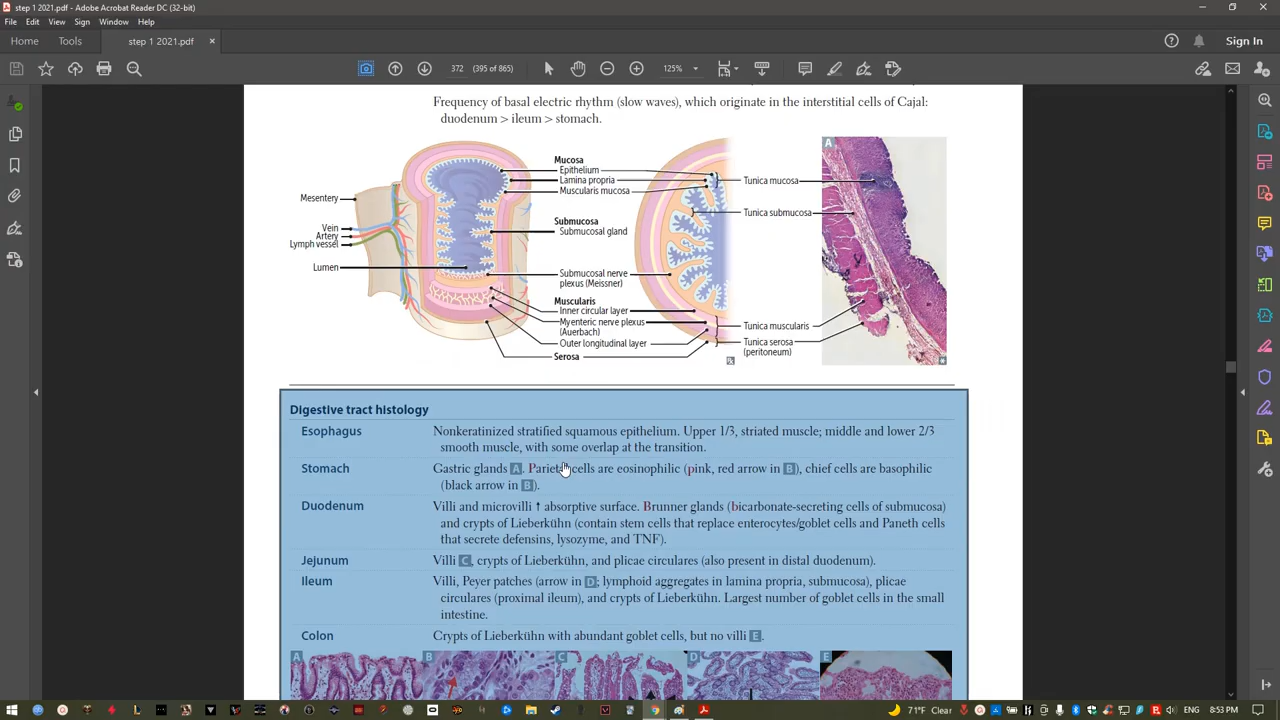 step 1 2021.pdf - Adobe Acrobat Reader DC (32-bit)
File Edit View Sign Window Help
Home Tools step 1 2021.pdf × Sign In
372 (395 of 865) 125%
Frequency of basal electric rhythm (slow waves), which originate in the interstitial cells of Cajal:
duodenum > ileum > stomach.
Mesentery
Vein
Artery
Lymph vessel
Lumen
Mucosa
Epithelium
Lamina propria
Muscularis mucosa
Submucosa
Submucosal gland
Submucosal nerve
plexus (Meissner)
Muscularis
Inner circular layer
Myenteric nerve plexus
(Auerbach)
Outer longitudinal layer
Serosa
Tunica mucosa
Tunica submucosa
Tunica muscularis
Tunica serosa
(peritoneum)
A
Digestive tract histology
Esophagus Nonkeratinized stratified squamous epithelium. Upper 1/3, striated muscle; middle and lower 2/3
smooth muscle, with some overlap at the transition.
Stomach Gastric glands A. Parietal cells are eosinophilic (pink, red arrow in B), chief cells are basophilic
(black arrow in B).
Duodenum Villi and microvilli ↑ absorptive surface. Brunner glands (bicarbonate-secreting cells of submucosa)
and crypts of Lieberkühn (contain stem cells that replace enterocytes/goblet cells and Paneth cells
that secrete defensins, lysozyme, and TNF).
Jejunum Villi C, crypts of Lieberkühn, and plicae circulares (also present in distal duodenum).
Ileum Villi, Peyer patches (arrow in D; lymphoid aggregates in lamina propria, submucosa), plicae
circulares (proximal ileum), and crypts of Lieberkühn. Largest number of goblet cells in the small
intestine.
Colon Crypts of Lieberkühn with abundant goblet cells, but no villi E.
A B C D E
71°F Clear 8:53 PM